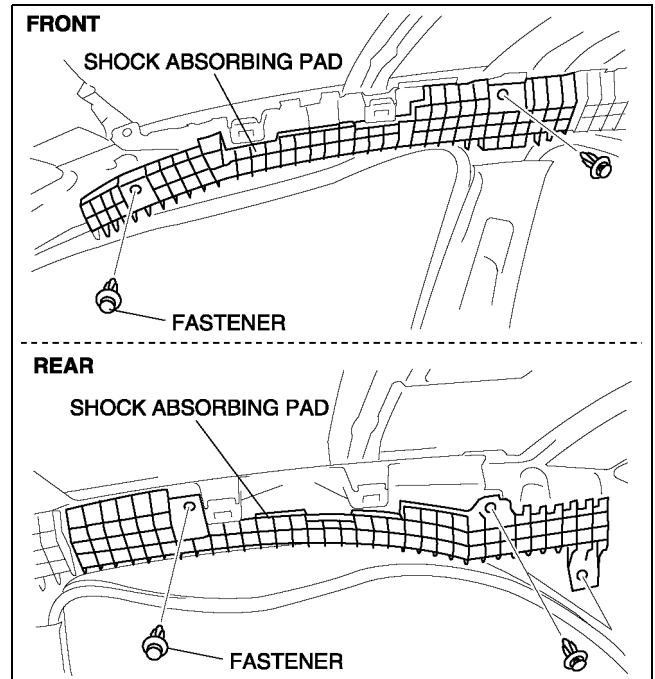 FRONT
SHOCK ABSORBING PAD
FASTENER
REAR
SHOCK ABSORBING PAD
FASTENER